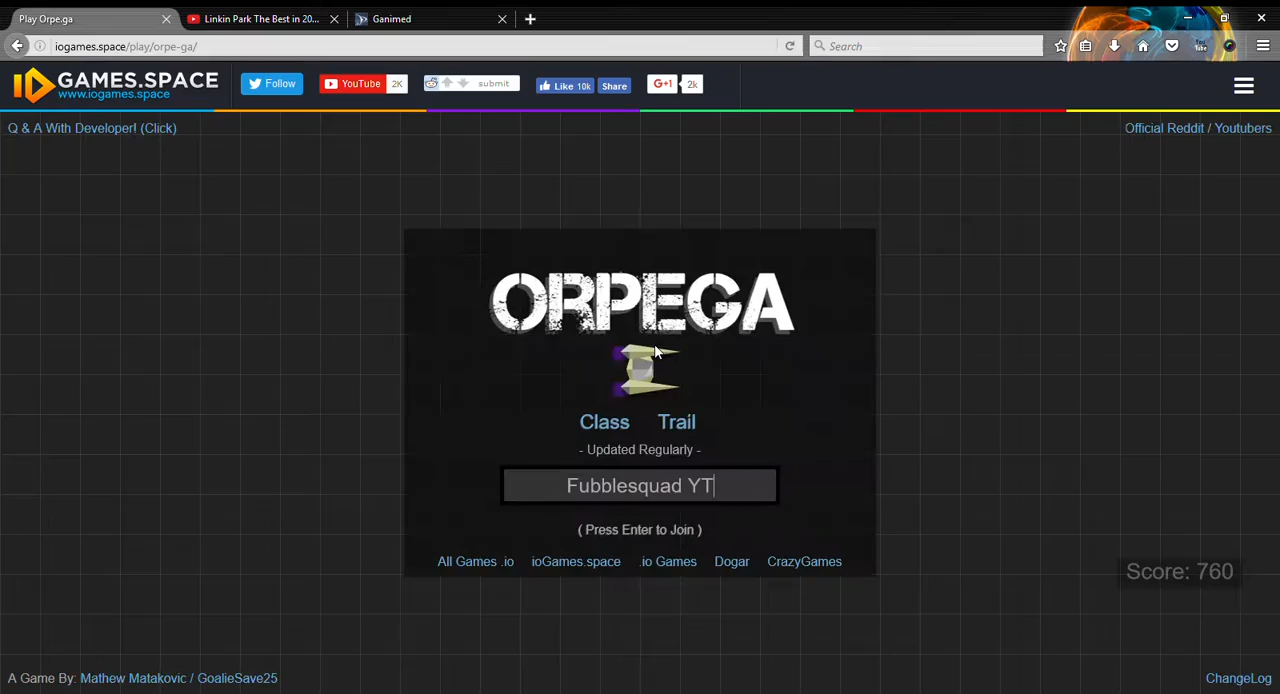 Play Orpe.ga
Linkin Park The Best in 20...
Ganimed
iogames.space/play/orpe-ga/
Search
You Tube
GAMES.SPACE
www.iogames.space
Follow
YouTube 2K
submit
Like 10k Share
G+1 2k
Q & A With Developer! (Click)
Official Reddit / Youtubers
ORPEGA
Class Trail
- Updated Regularly -
Fubblesquad YT
( Press Enter to Join )
All Games .io ioGames.space .io Games Dogar CrazyGames
Score: 760
A Game By: Mathew Matakovic / GoalieSave25
ChangeLog